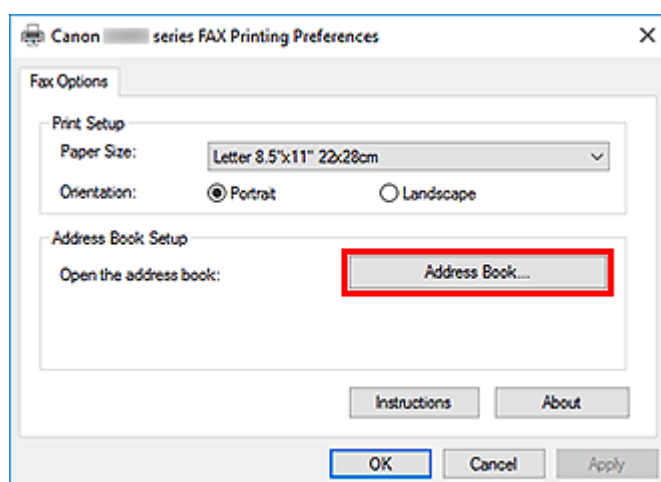 Canon series FAX Printing Preferences
Fax Options
Print Setup
Paper Size: Letter 8.5"x11" 22x28cm
Orientation: Portrait Landscape
Address Book Setup
Open the address book: Address Book...
Instructions About
OK Cancel Apply